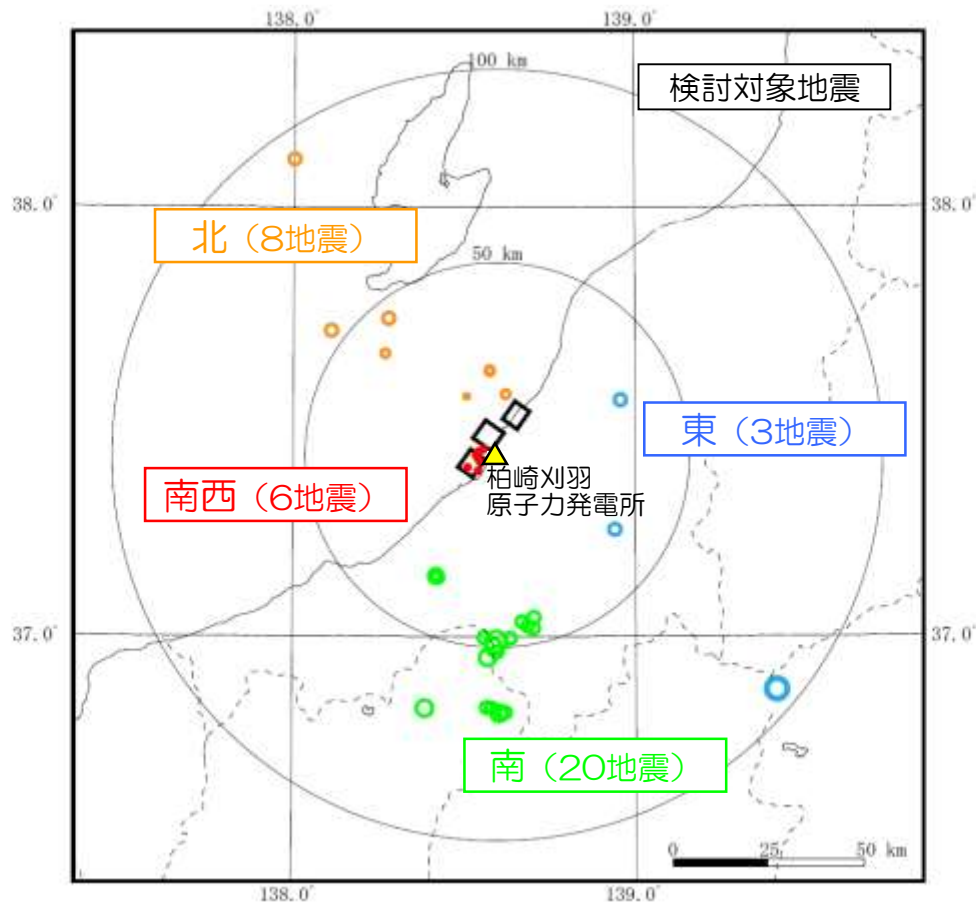 138.0° 139.0°
100 km
検討対象地震
38.0° 38.0°
北（8地震）
50 km
東（3地震）
南西（6地震）
柏崎刈羽
原子力発電所
37.0° 37.0°
南（20地震）
0 25 50 km
138.0° 139.0°